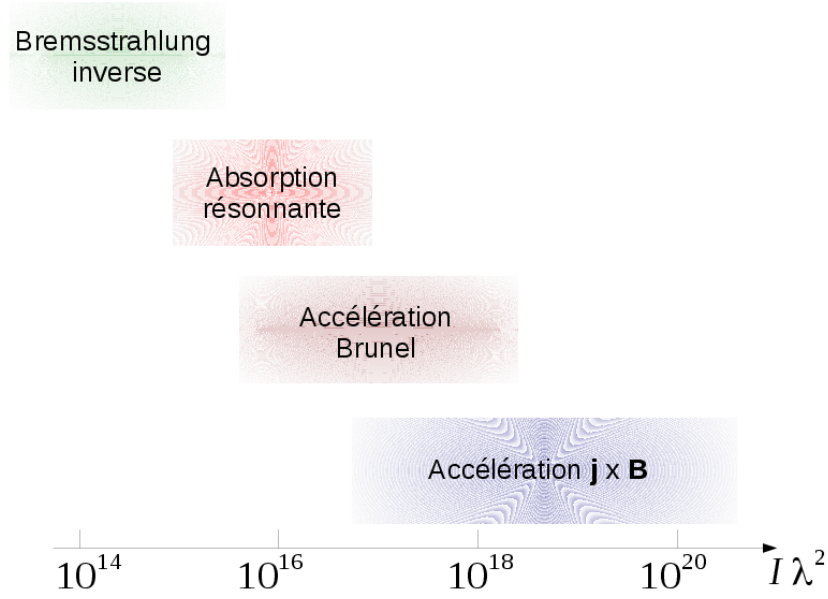 Bremsstrahlung
inverse
Absorption
résonnante
Accélération
Brunel
Accélération j x B
10^14 10^16 10^18 10^20 I λ^2